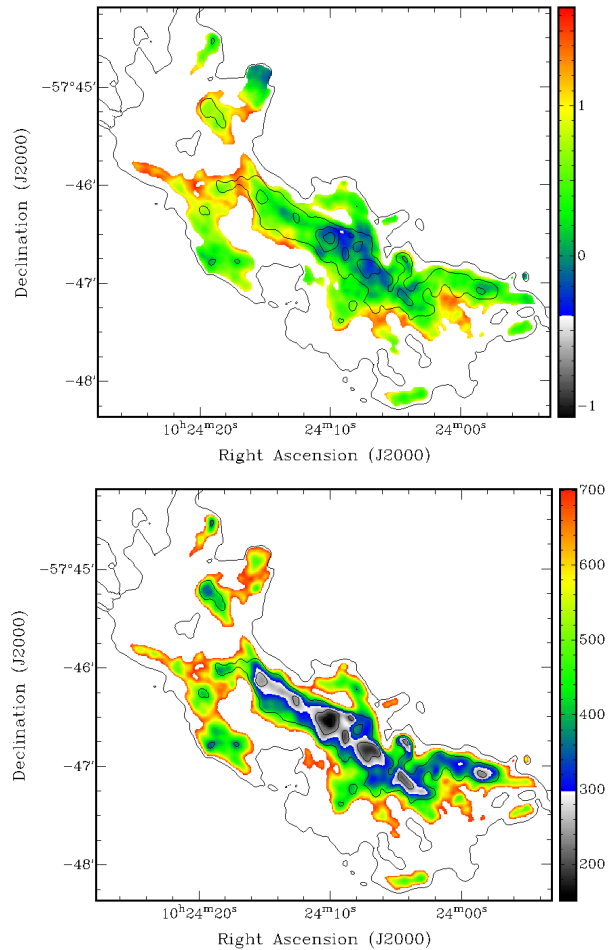 1
−57°45′
−46′
0
−47′
−48′
−1
10ʰ24ᵐ20ˢ
24ᵐ10ˢ
24ᵐ00ˢ
Declination (J2000)
Right Ascension (J2000)
700
600
−57°45′
500
−46′
400
−47′
300
−48′
200
10ʰ24ᵐ20ˢ
24ᵐ10ˢ
24ᵐ00ˢ
Declination (J2000)
Right Ascension (J2000)